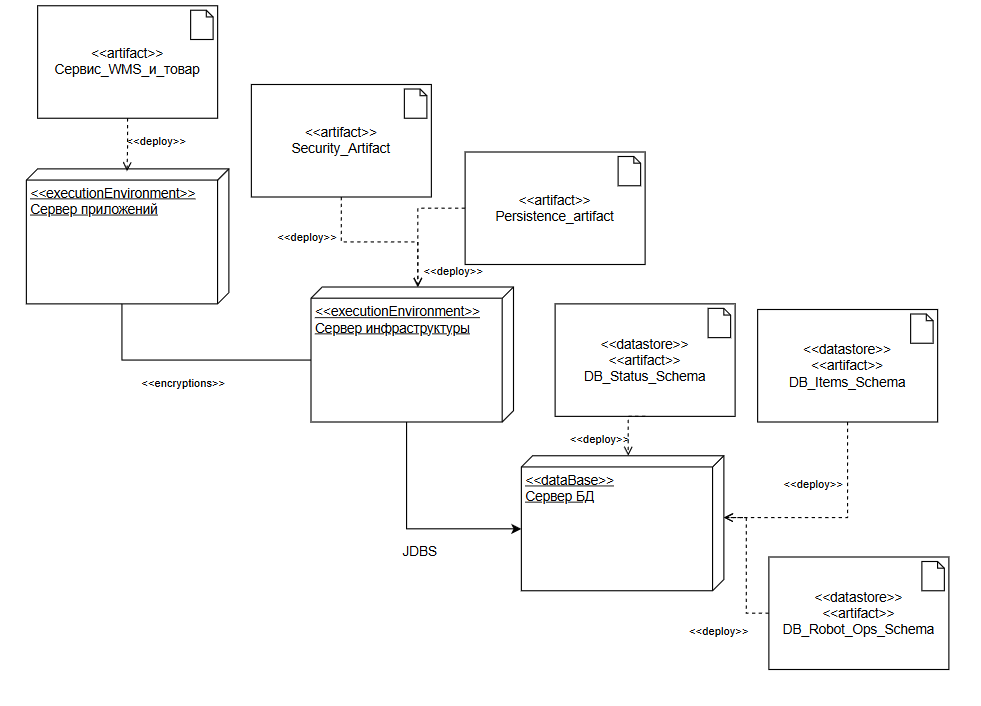 <<artifact>>
Сервис_WMS_и_товар
<<deploy>>
<<executionEnvironment>>
Сервер приложений
<<artifact>>
Security_Artifact
<<deploy>>
<<artifact>>
Persistence_artifact
<<deploy>>
<<executionEnvironment>>
Сервер инфраструктуры
<<encryptions>>
<<datastore>>
<<artifact>>
DB_Status_Schema
<<deploy>>
<<datastore>>
<<artifact>>
DB_Items_Schema
<<deploy>>
<<dataBase>>
Сервер БД
JDBS
<<datastore>>
<<artifact>>
DB_Robot_Ops_Schema
<<deploy>>